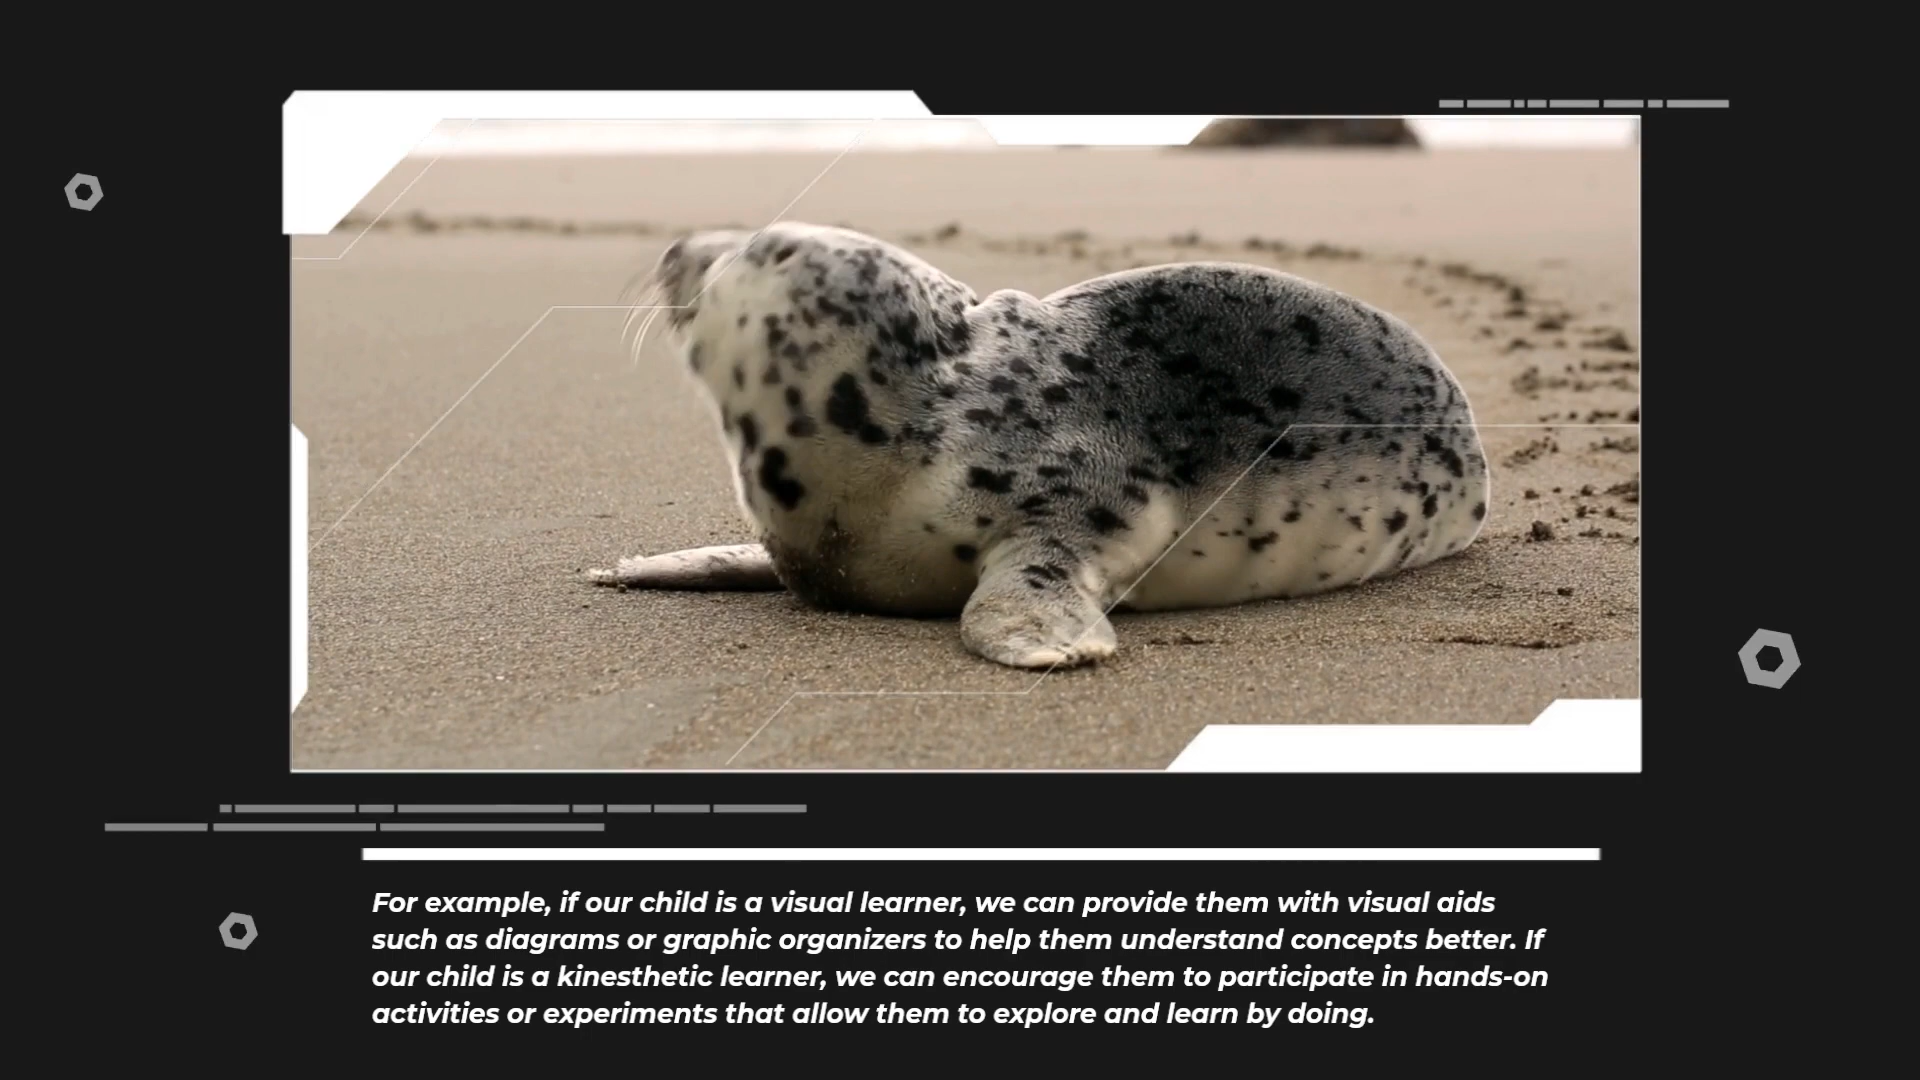 For example, if our child is a visual learner, we can provide them with visual aids
such as diagrams or graphic organizers to help them understand concepts better. If
our child is a kinesthetic learner, we can encourage them to participate in hands-on
activities or experiments that allow them to explore and learn by doing.